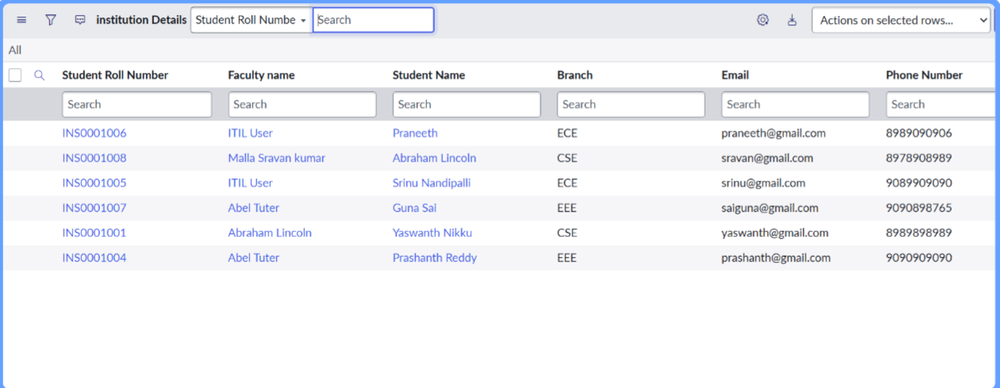 institution Details Student Roll Numbe Search Actions on selected rows...
All
Student Roll Number Faculty name Student Name Branch Email Phone Number
Search Search Search Search Search Search
INS0001006 ITIL User Praneeth ECE praneeth@gmail.com 8989090906
INS0001008 Malla Sravan kumar Abraham Lincoln CSE sravan@gmail.com 8978908989
INS0001005 ITIL User Srinu Nandipalli ECE srinu@gmail.com 9089909090
INS0001007 Abel Tuter Guna Sai EEE saiguna@gmail.com 9090898765
INS0001001 Abraham Lincoln Yaswanth Nikku CSE yaswanth@gmail.com 8989898989
INS0001004 Abel Tuter Prashanth Reddy EEE prashanth@gmail.com 9090909090